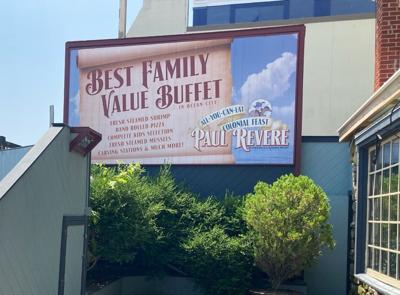 BEST FAMILY
VALUE BUFFET
IN OCEAN CITY
FRESH STEAMED SHRIMP
HAND ROLLED PIZZA
COMPLETE KIDS SELECTION
FRESH STEAMED MUSSELS
CARVING STATIONS & MUCH MORE!
ALL-YOU-CAN-EAT
COLONIAL FEAST
PAUL REVERE